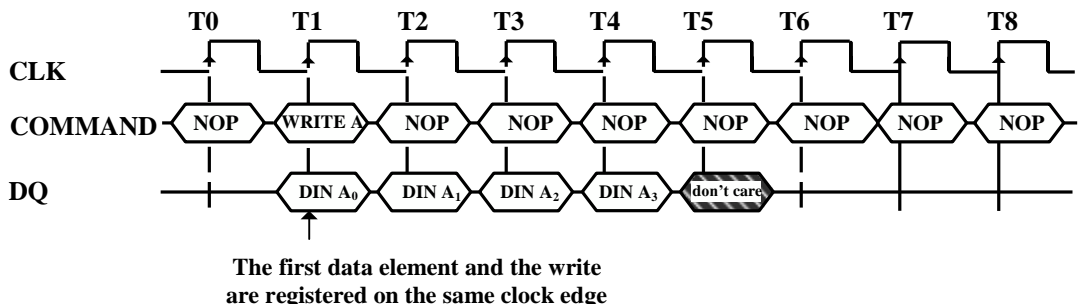 T0 T1 T2 T3 T4 T5 T6 T7 T8
CLK
COMMAND NOP WRITE A NOP NOP NOP NOP NOP NOP NOP
DQ DIN A₀ DIN A₁ DIN A₂ DIN A₃ don't care
The first data element and the write
are registered on the same clock edge